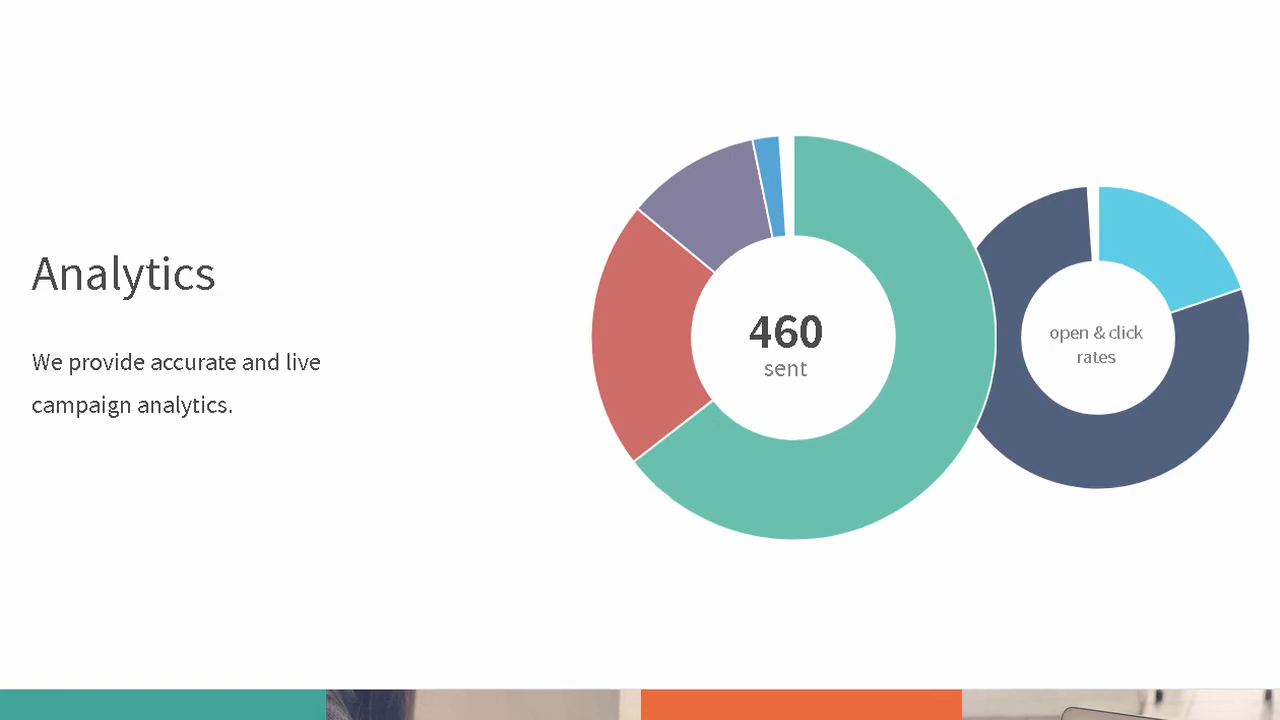 Analytics
We provide accurate and live
campaign analytics.
460
sent
open & click
rates